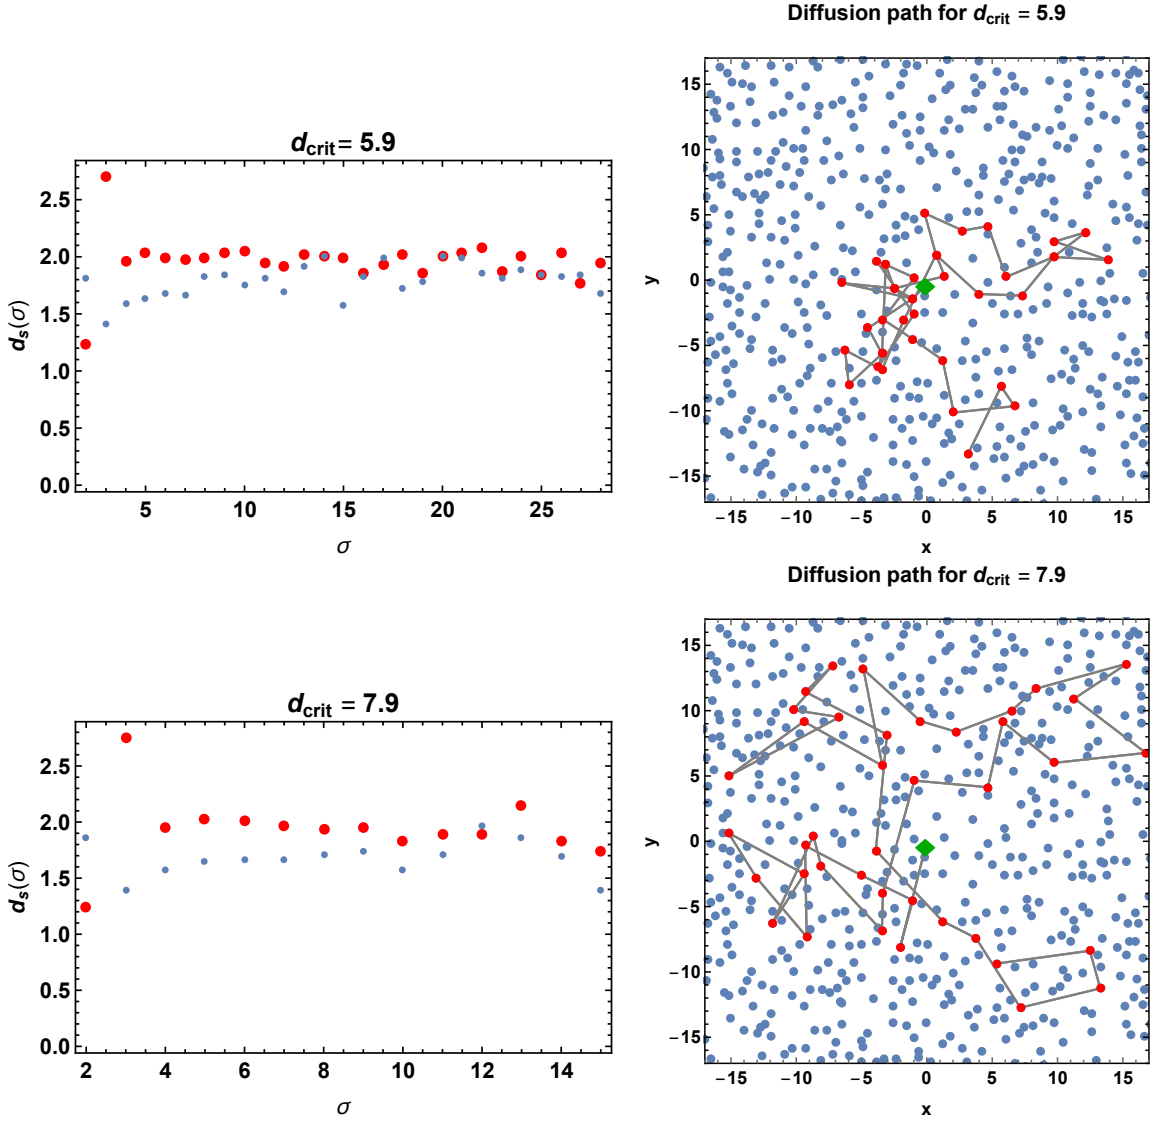 Diffusion path for dcrit = 5.9
dcrit = 5.9
2.5
2.0
1.5
1.0
0.5
0.0
ds(σ)
5 10 15 20 25
σ
15
10
5
0
−5
−10
−15
y
−15 −10 −5 0 5 10 15
x
Diffusion path for dcrit = 7.9
dcrit = 7.9
2.5
2.0
1.5
1.0
0.5
0.0
ds(σ)
2 4 6 8 10 12 14
σ
15
10
5
0
−5
−10
−15
y
−15 −10 −5 0 5 10 15
x